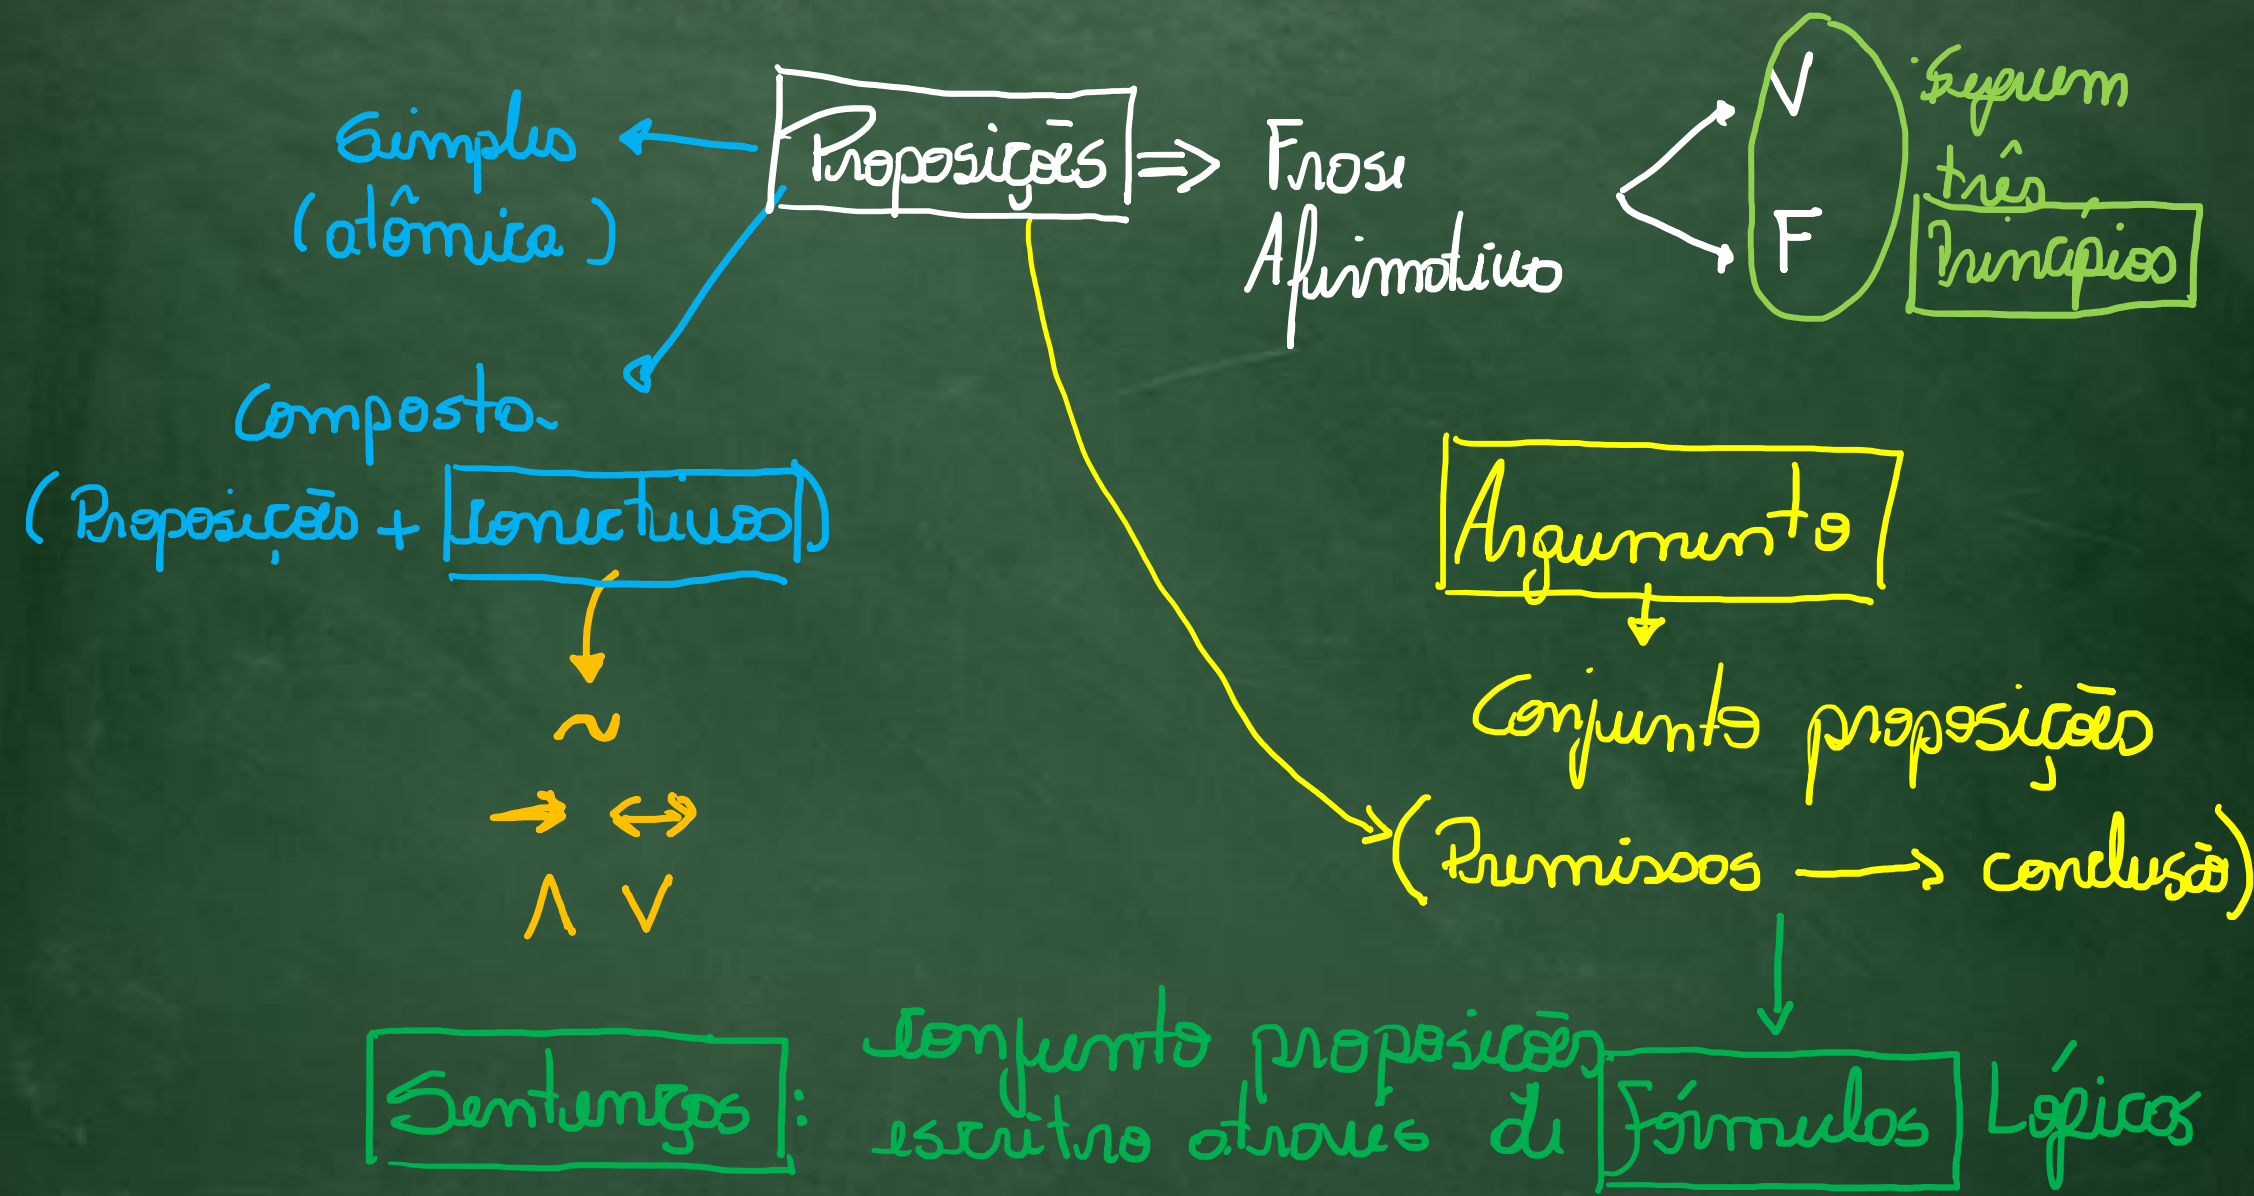 Proposições ⇒ Frase
Afirmativa
V
F
Seguem
três
Princípios
Simples
(atômica)
Composta
(Proposições + Conectivos)
~
→ ↔
∧ ∨
Argumento
Conjunto proposições
(Premissas → conclusão)
Sentenças:
Conjunto proposições
escritra através de Fórmulas Lógicas